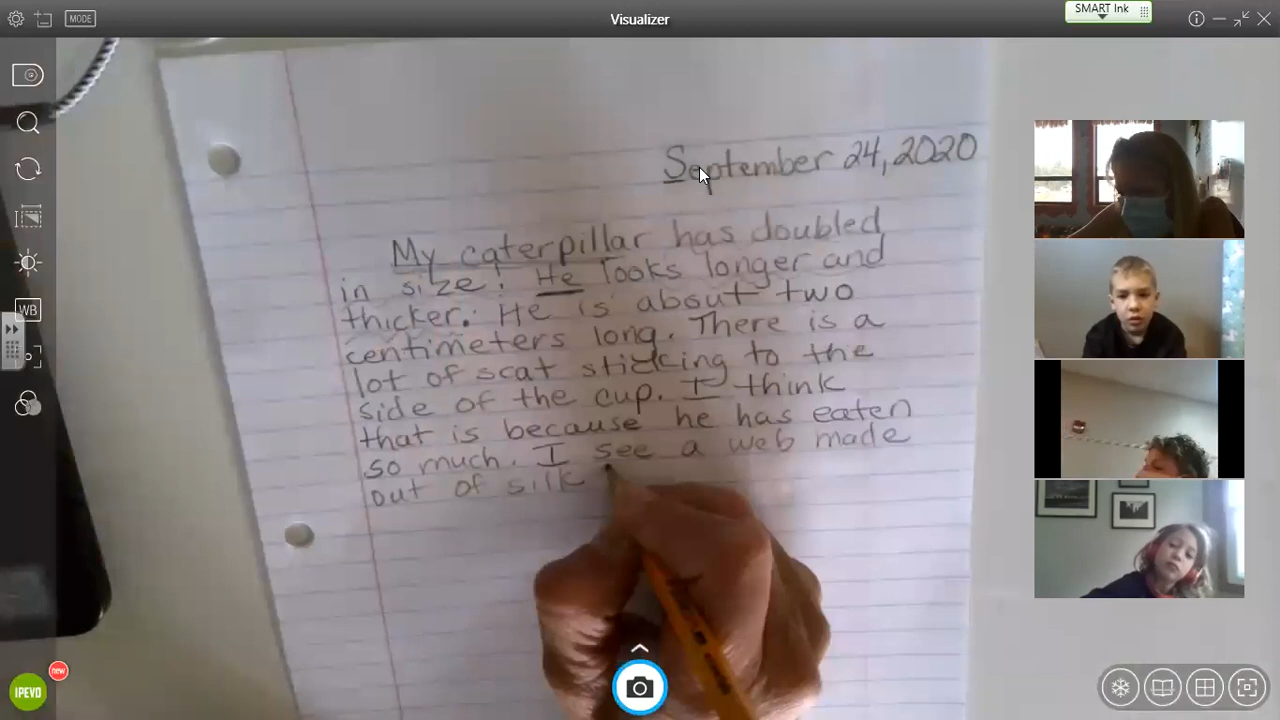 Visualizer
SMART Ink
MODE
September 24, 2020
My caterpillar has doubled
in size! He looks longer and
thicker. He is about two
centimeters long. There is a
lot of scat sticking to the
side of the cup. I think
that is because he has eaten
so much. I see a web made
out of silk
WB
new
IPEVO